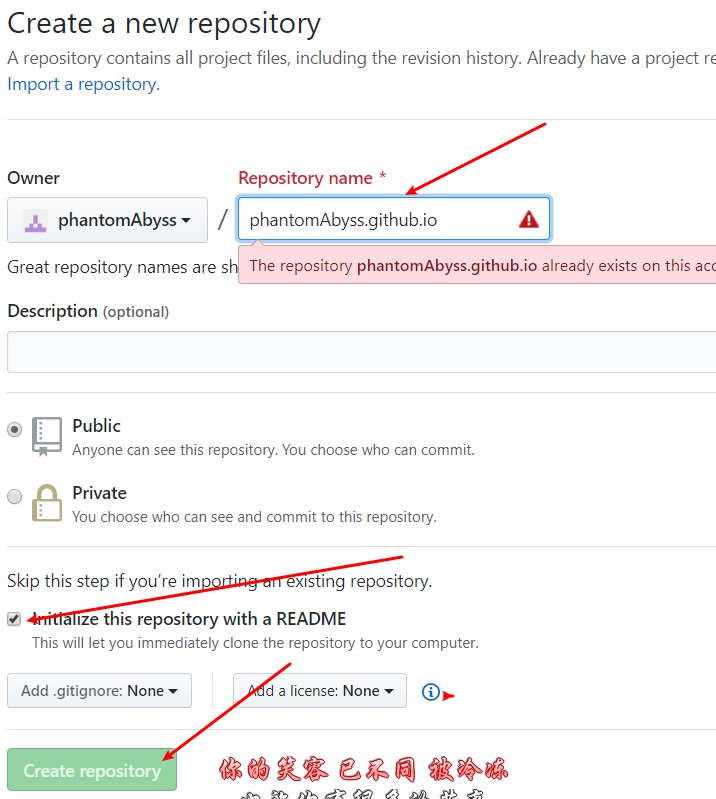 Create a new repository
A repository contains all project files, including the revision history. Already have a project re
Import a repository.
Owner
Repository name *
phantomAbyss
/
phantomAbyss.github.io
Great repository names are sh
The repository phantomAbyss.github.io already exists on this acc
Description (optional)
Public
Anyone can see this repository. You choose who can commit.
Private
You choose who can see and commit to this repository.
Skip this step if you're importing an existing repository.
Initialize this repository with a README
This will let you immediately clone the repository to your computer.
Add .gitignore: None
Add a license: None
Create repository
你的笑容 已不同 被冷冻